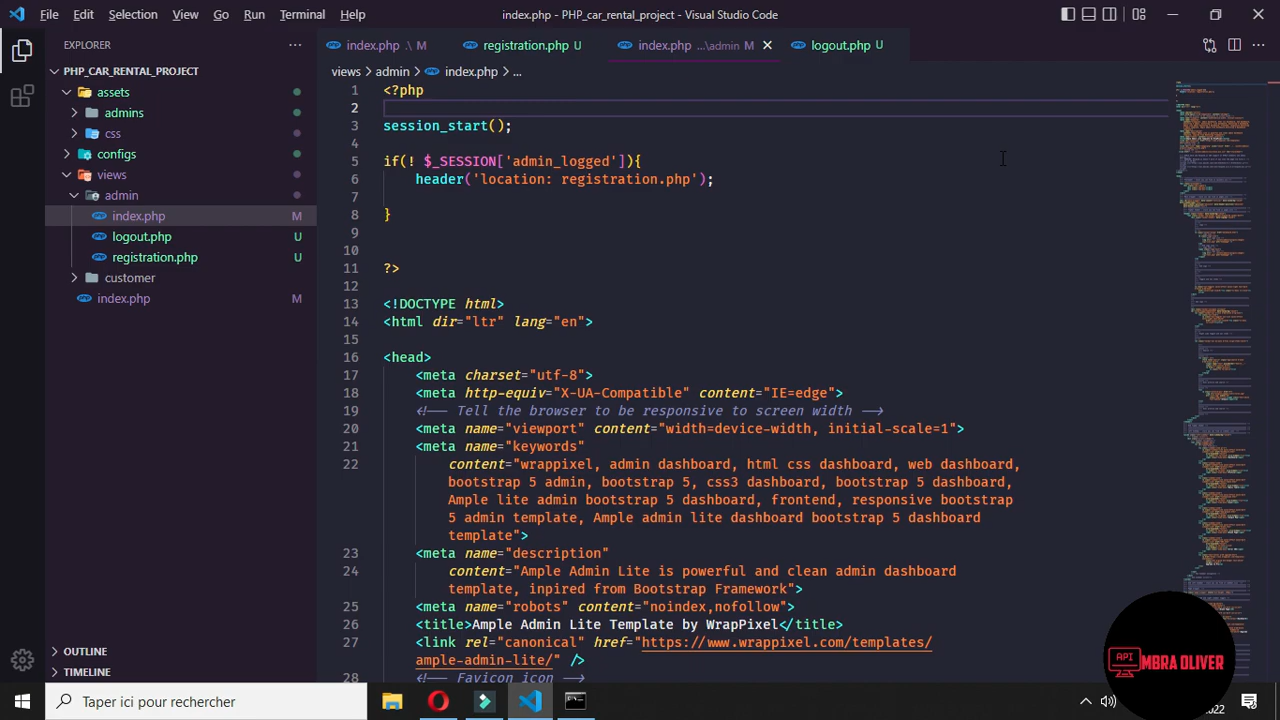 File Edit Selection View Go Run Terminal Help
index.php - PHP_car_rental_project - Visual Studio Code
EXPLORER
index.php .\ M
registration.php U
index.php ...\admin M
logout.php U
PHP_CAR_RENTAL_PROJECT
assets
admins
css
configs
views
admin
index.php M
logout.php U
registration.php U
customer
index.php M
OUTLINE
TIMELINE
views > admin > index.php > ...
1 <?php
2
3 session_start();
4
5 if(! $_SESSION['admin_logged']){
6 header('location: registration.php');
7
8 }
9
10
11 ?>
12
13 <!DOCTYPE html>
14 <html dir="ltr" lang="en">
15
16 <head>
17 <meta charset="utf-8">
18 <meta http-equiv="X-UA-Compatible" content="IE=edge">
19 <!-- Tell the browser to be responsive to screen width -->
20 <meta name="viewport" content="width=device-width, initial-scale=1">
21 <meta name="keywords"
22 content="wrappixel, admin dashboard, html css dashboard, web dashboard,
bootstrap 5 admin, bootstrap 5, css3 dashboard, bootstrap 5 dashboard,
Ample lite admin bootstrap 5 dashboard, frontend, responsive bootstrap
5 admin template, Ample admin lite dashboard bootstrap 5 dashboard
template">
23 <meta name="description"
24 content="Ample Admin Lite is powerful and clean admin dashboard
template, inpired from Bootstrap Framework">
25 <meta name="robots" content="noindex,nofollow">
26 <title>Ample Admin Lite Template by WrapPixel</title>
27 <link rel="canonical" href="https://www.wrappixel.com/templates/
ample-admin-lite/" />
28 <!-- Favicon icon -->
API
MBRA OLIVER
Taper ici pour rechercher
2022